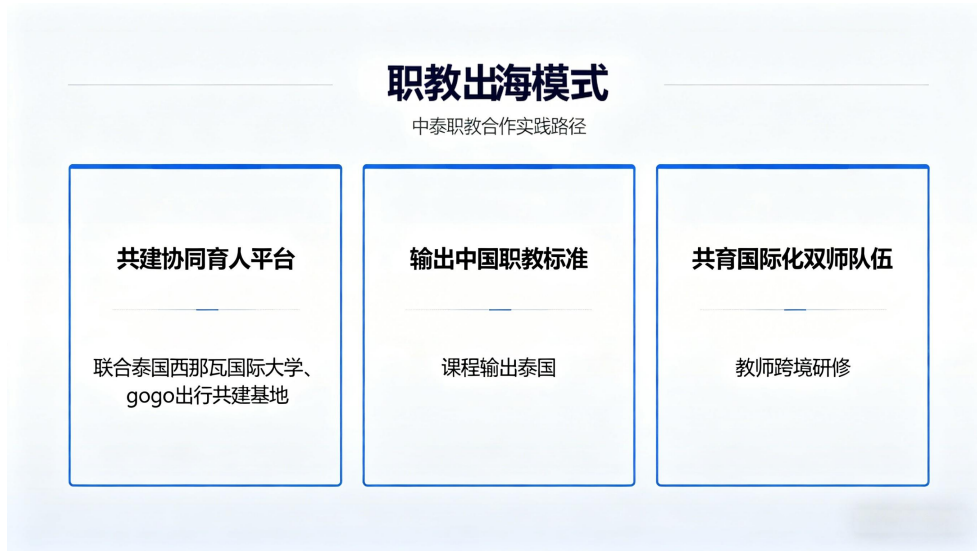 职教出海模式
中泰职教合作实践路径
共建协同育人平台
联合泰国西那瓦国际大学、
gogo出行共建基地
输出中国职教标准
课程输出泰国
共育国际化双师队伍
教师跨境研修